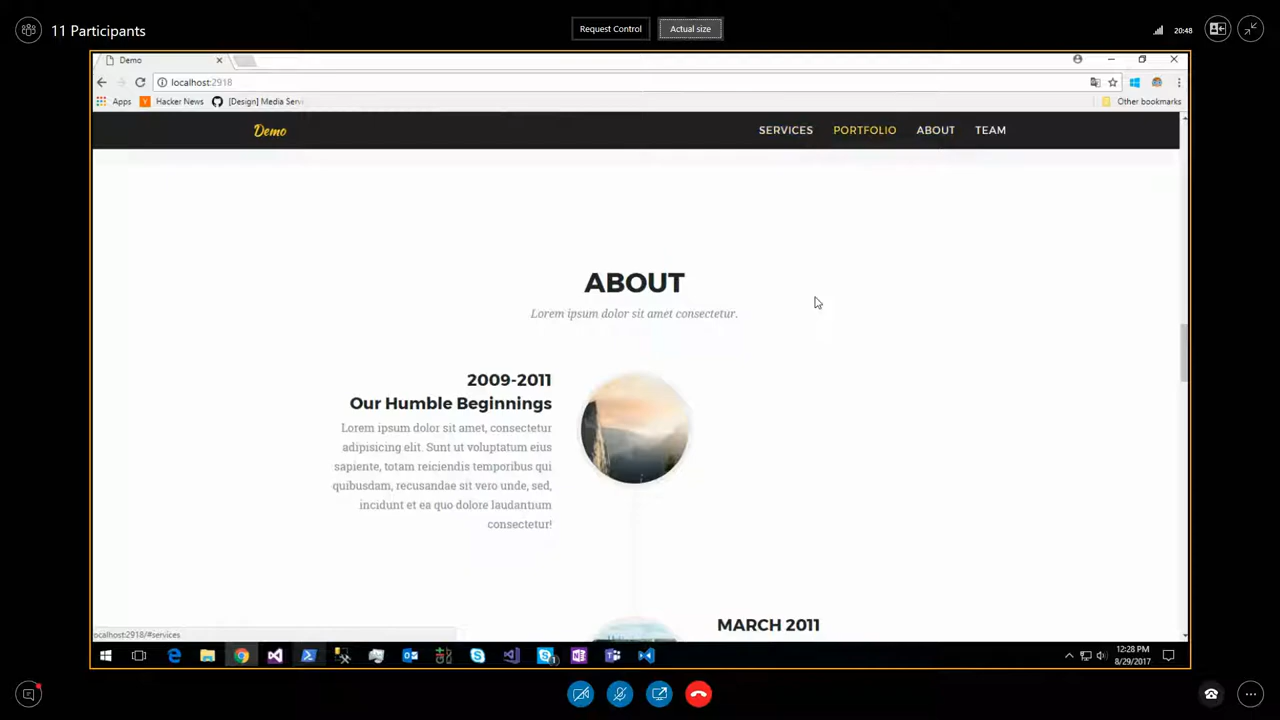 11 Participants
Request Control
Actual size
20:48
Demo
localhost:2918
Apps
Hacker News
[Design] Media Serv
Other bookmarks
Demo
SERVICES
PORTFOLIO
ABOUT
TEAM
ABOUT
Lorem ipsum dolor sit amet consectetur.
2009-2011
Our Humble Beginnings
Lorem ipsum dolor sit amet, consectetur
adipisicing elit. Sunt ut voluptatum eius
sapiente, totam reiciendis temporibus qui
quibusdam, recusandae sit vero unde, sed,
incidunt et ea quo dolore laudantium
consectetur!
MARCH 2011
localhost:2918/#services
12:28 PM
8/29/2017